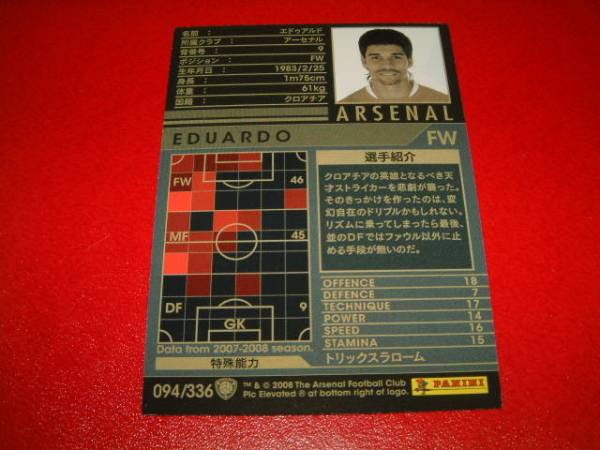 名前 : エドゥアルド
所属クラブ : アーセナル
背番号 : 9
ポジション : FW
生年月日 : 1983/2/25
身長 : 1m75cm
体重 : 61kg
国籍 : クロアチア
ARSENAL
EDUARDO
FW
FW 46
MF 45
DF 9
GK
Data from 2007-2008 season.
選手紹介
クロアチアの英雄となるべき天
才ストライカーを悲劇が襲った。
そのきっかけを作ったのは、変
幻自在のドリブルかもしれない。
リズムに乗ってしまったら最後、
並のDFではファウル以外に止
める手段が無いのだ。
OFFENCE 18
DEFENCE 7
TECHNIQUE 17
POWER 14
SPEED 16
STAMINA 15
特殊能力
トリックスラローム
094/336
TM & © 2008 The Arsenal Football Club
Pic Elevated ® at bottom right of logo.
PANINI